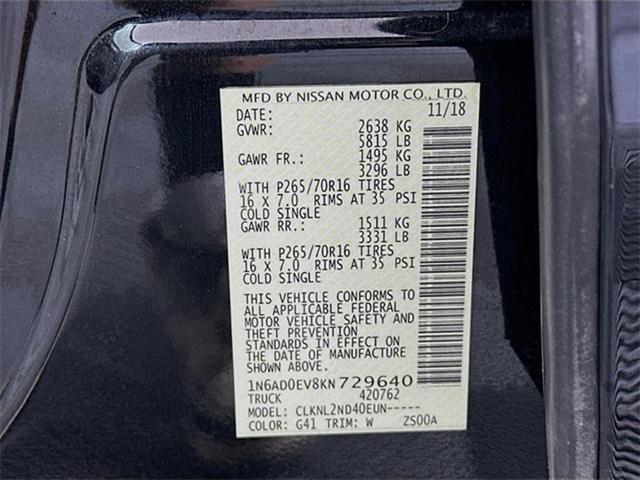 MFD BY NISSAN MOTOR CO., LTD.
DATE: 11/18
GVWR: 2638 KG
5815 LB
GAWR FR.: 1495 KG
3296 LB
WITH P265/70R16 TIRES
16 X 7.0 RIMS AT 35 PSI
COLD SINGLE
GAWR RR.: 1511 KG
3331 LB
WITH P265/70R16 TIRES
16 X 7.0 RIMS AT 35 PSI
COLD SINGLE
THIS VEHICLE CONFORMS TO
ALL APPLICABLE FEDERAL
MOTOR VEHICLE SAFETY AND
THEFT PREVENTION
STANDARDS IN EFFECT ON
THE DATE OF MANUFACTURE
SHOWN ABOVE.
1N6AD0EV8KN729640
TRUCK 420762
MODEL: CLKNL2ND40EUN-----
COLOR: G41 TRIM: W ZS00A